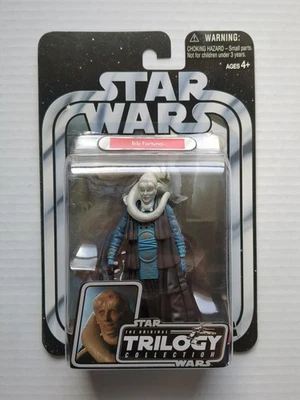 WARNING:
CHOKING HAZARD – Small parts.
Not for children under 3 years.
AGES 4+
STAR
WARS
Bib Fortuna
STAR
THE ORIGINAL
TRILOGY
COLLECTION
WARS